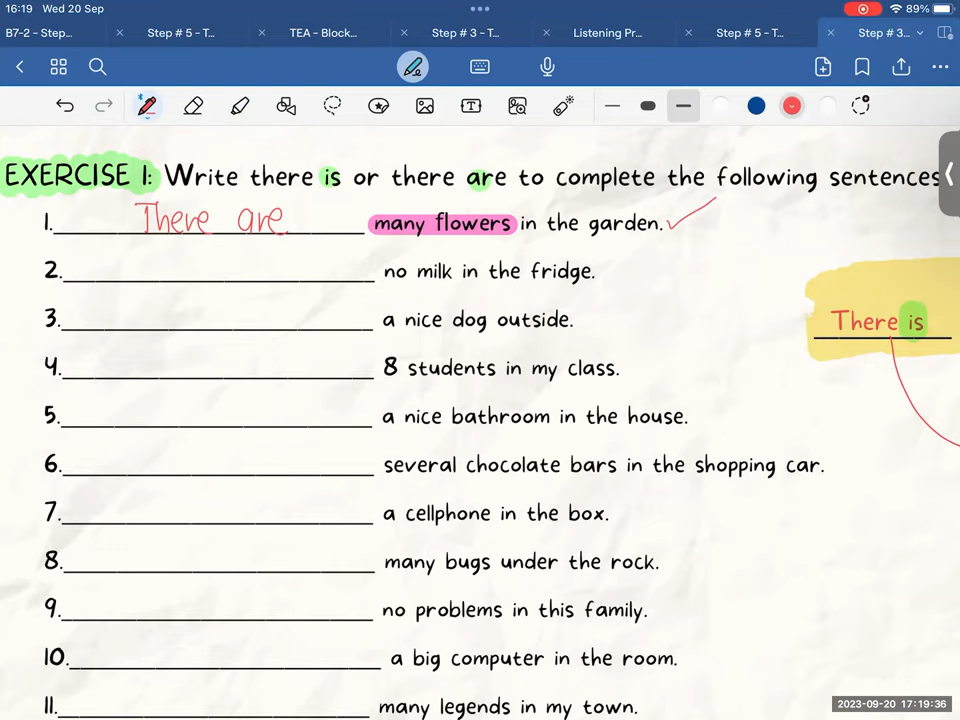 16:19 Wed 20 Sep
89%
B7-2 - Step...
Step # 5 - T...
TEA - Block...
Step # 3 - T...
Listening Pr...
Step # 5 - T...
Step # 3...
EXERCISE 1: Write there is or there are to complete the following sentences
1. There are many flowers in the garden.
2. no milk in the fridge.
3. a nice dog outside.
There is
4. 8 students in my class.
5. a nice bathroom in the house.
6. several chocolate bars in the shopping car.
7. a cellphone in the box.
8. many bugs under the rock.
9. no problems in this family.
10. a big computer in the room.
11. many legends in my town.
2023-09-20 17:19:36